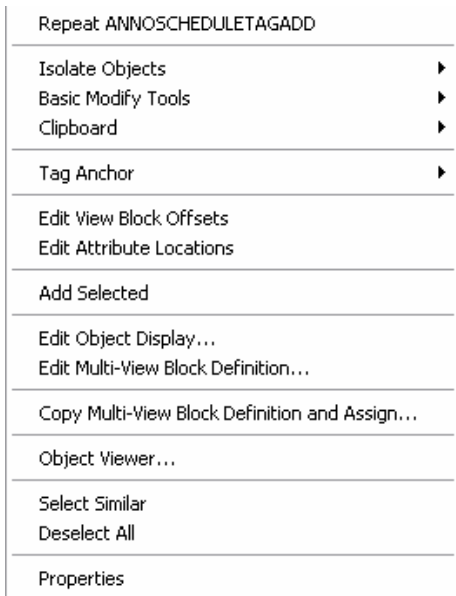 Repeat ANNOSCHEDULETAGADD
Isolate Objects
Basic Modify Tools
Clipboard
Tag Anchor
Edit View Block Offsets
Edit Attribute Locations
Add Selected
Edit Object Display...
Edit Multi-View Block Definition...
Copy Multi-View Block Definition and Assign...
Object Viewer...
Select Similar
Deselect All
Properties